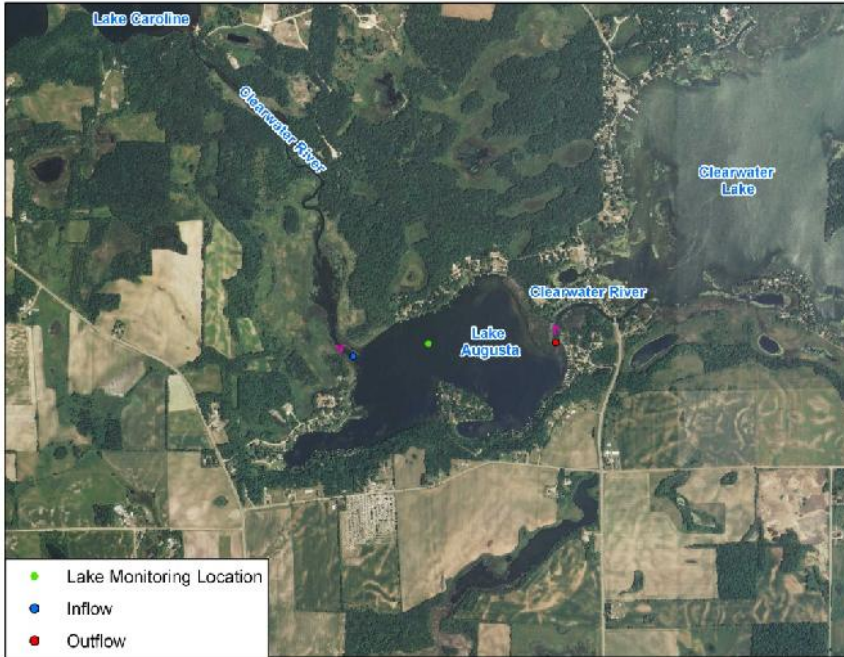 Lake Caroline
Clearwater River
Clearwater
Lake
Clearwater River
Lake
Augusta
Lake Monitoring Location
Inflow
Outflow